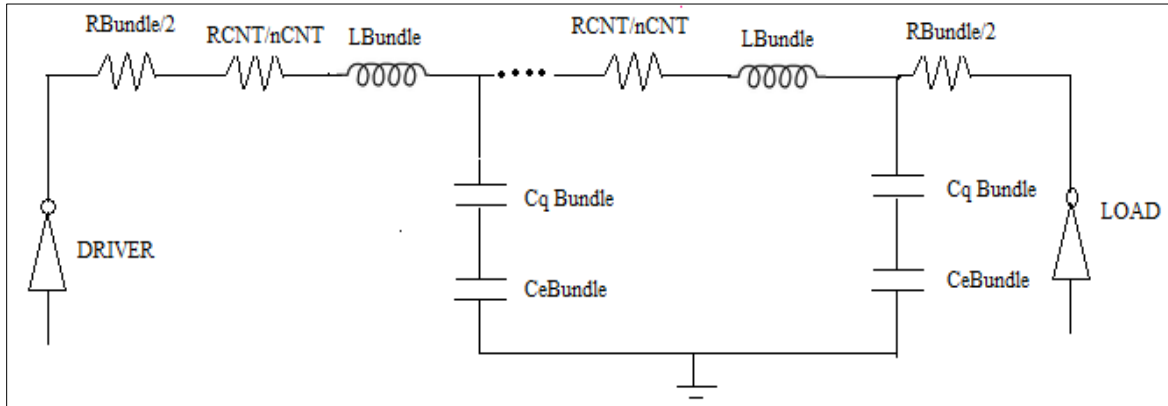 RBundle/2
RCNT/nCNT
LBundle
RCNT/nCNT
LBundle
RBundle/2
Cq Bundle
Cq Bundle
DRIVER
LOAD
CeBundle
CeBundle